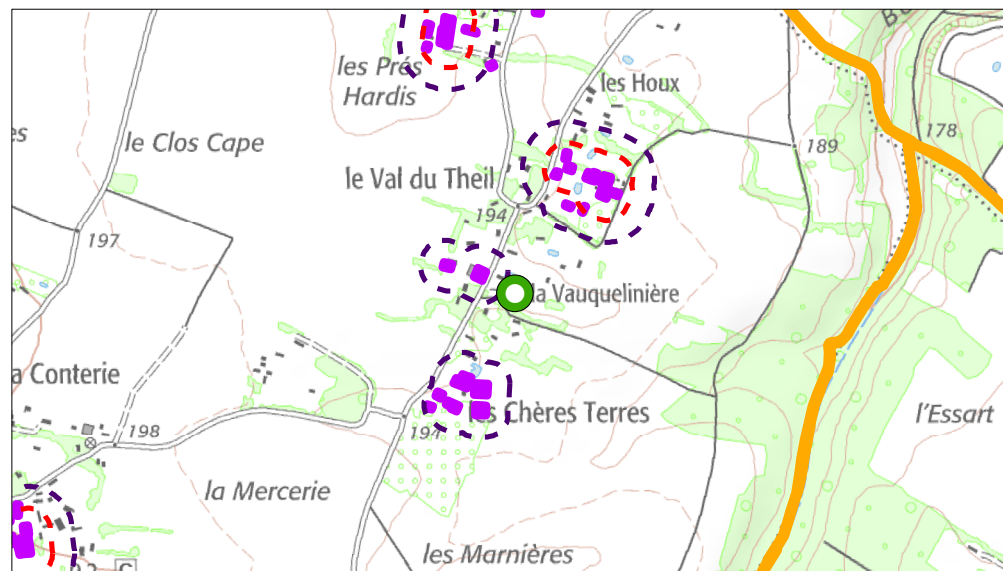 les Prés
Hardis
les Houx
le Clos Cape
178
189
le Val du Theil
194
197
la Vauquelinière
Conterie
les Chères Terres
l'Essart
194
198
la Mercerie
les Marnières